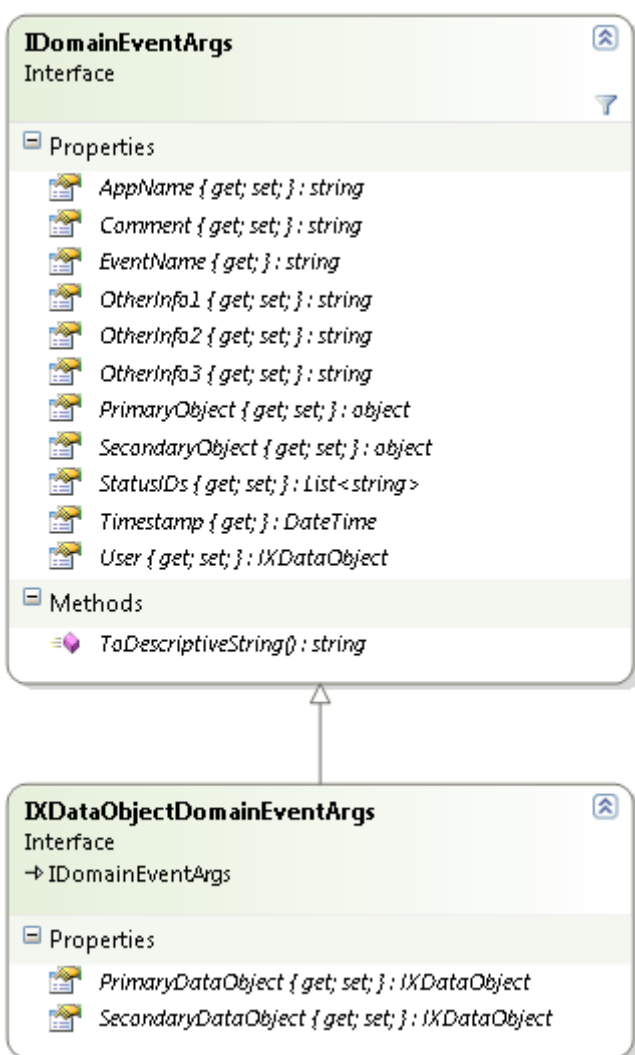 IDomainEventArgs
Interface
Properties
AppName { get; set; } : string
Comment { get; set; } : string
EventName { get; } : string
OtherInfo1 { get; set; } : string
OtherInfo2 { get; set; } : string
OtherInfo3 { get; set; } : string
PrimaryObject { get; set; } : object
SecondaryObject { get; set; } : object
StatusIDs { get; set; } : List<string>
Timestamp { get; } : DateTime
User { get; set; } : IXDataObject
Methods
ToDescriptiveString() : string
IXDataObjectDomainEventArgs
Interface
IDomainEventArgs
Properties
PrimaryDataObject { get; set; } : IXDataObject
SecondaryDataObject { get; set; } : IXDataObject